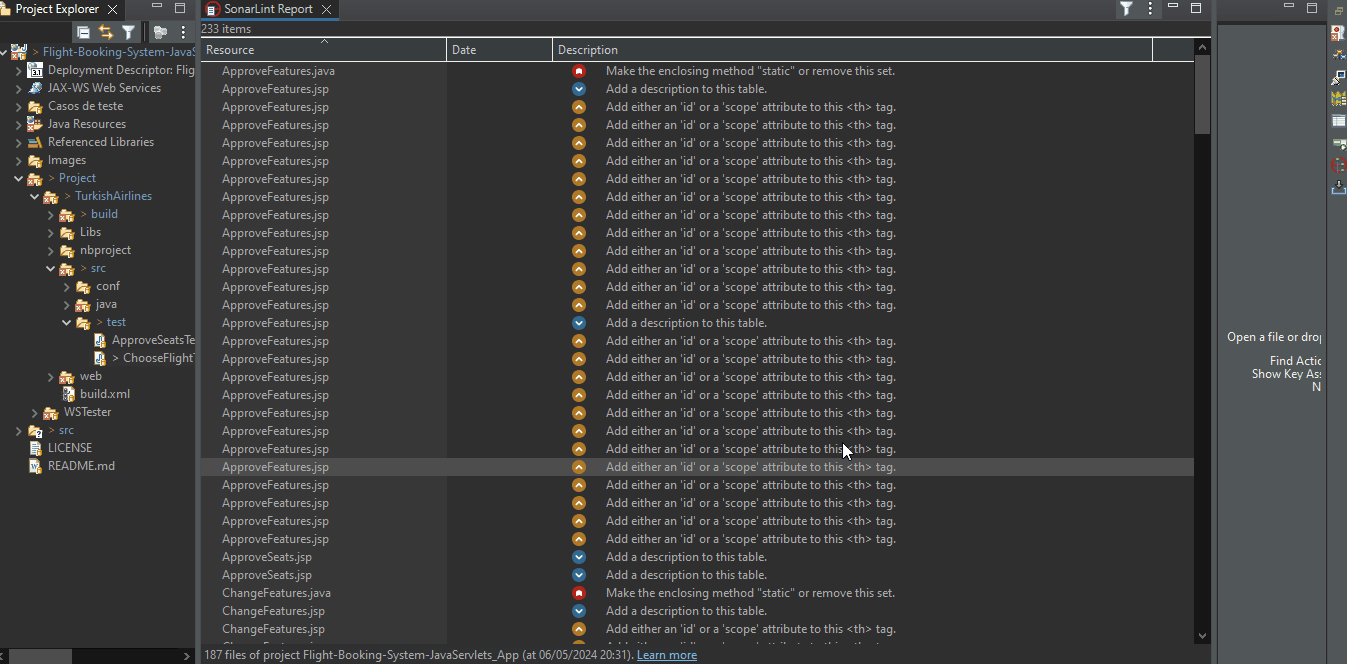 Project Explorer
> Flight-Booking-System-JavaS
Deployment Descriptor: Flig
JAX-WS Web Services
Casos de teste
Java Resources
Referenced Libraries
Images
> Project
> TurkishAirlines
> build
Libs
nbproject
> src
conf
java
> test
ApproveSeatsTe
> ChooseFlightT
web
build.xml
WSTester
> src
LICENSE
README.md
SonarLint Report
233 items
Resource Date Description
ApproveFeatures.java Make the enclosing method "static" or remove this set.
ApproveFeatures.jsp Add a description to this table.
ApproveFeatures.jsp Add either an 'id' or a 'scope' attribute to this <th> tag.
ApproveFeatures.jsp Add either an 'id' or a 'scope' attribute to this <th> tag.
ApproveFeatures.jsp Add either an 'id' or a 'scope' attribute to this <th> tag.
ApproveFeatures.jsp Add either an 'id' or a 'scope' attribute to this <th> tag.
ApproveFeatures.jsp Add either an 'id' or a 'scope' attribute to this <th> tag.
ApproveFeatures.jsp Add either an 'id' or a 'scope' attribute to this <th> tag.
ApproveFeatures.jsp Add either an 'id' or a 'scope' attribute to this <th> tag.
ApproveFeatures.jsp Add either an 'id' or a 'scope' attribute to this <th> tag.
ApproveFeatures.jsp Add either an 'id' or a 'scope' attribute to this <th> tag.
ApproveFeatures.jsp Add either an 'id' or a 'scope' attribute to this <th> tag.
ApproveFeatures.jsp Add either an 'id' or a 'scope' attribute to this <th> tag.
ApproveFeatures.jsp Add either an 'id' or a 'scope' attribute to this <th> tag.
ApproveFeatures.jsp Add a description to this table.
ApproveFeatures.jsp Add either an 'id' or a 'scope' attribute to this <th> tag.
ApproveFeatures.jsp Add either an 'id' or a 'scope' attribute to this <th> tag.
ApproveFeatures.jsp Add either an 'id' or a 'scope' attribute to this <th> tag.
ApproveFeatures.jsp Add either an 'id' or a 'scope' attribute to this <th> tag.
ApproveFeatures.jsp Add either an 'id' or a 'scope' attribute to this <th> tag.
ApproveFeatures.jsp Add either an 'id' or a 'scope' attribute to this <th> tag.
ApproveFeatures.jsp Add either an 'id' or a 'scope' attribute to this <th> tag.
ApproveFeatures.jsp Add either an 'id' or a 'scope' attribute to this <th> tag.
ApproveFeatures.jsp Add either an 'id' or a 'scope' attribute to this <th> tag.
ApproveFeatures.jsp Add either an 'id' or a 'scope' attribute to this <th> tag.
ApproveFeatures.jsp Add either an 'id' or a 'scope' attribute to this <th> tag.
ApproveFeatures.jsp Add either an 'id' or a 'scope' attribute to this <th> tag.
ApproveSeats.jsp Add a description to this table.
ApproveSeats.jsp Add a description to this table.
ChangeFeatures.java Make the enclosing method "static" or remove this set.
ChangeFeatures.jsp Add a description to this table.
ChangeFeatures.jsp Add either an 'id' or a 'scope' attribute to this <th> tag.
187 files of project Flight-Booking-System-JavaServlets_App (at 06/05/2024 20:31). Learn more
Open a file or drop
Find Actic
Show Key Ass
N